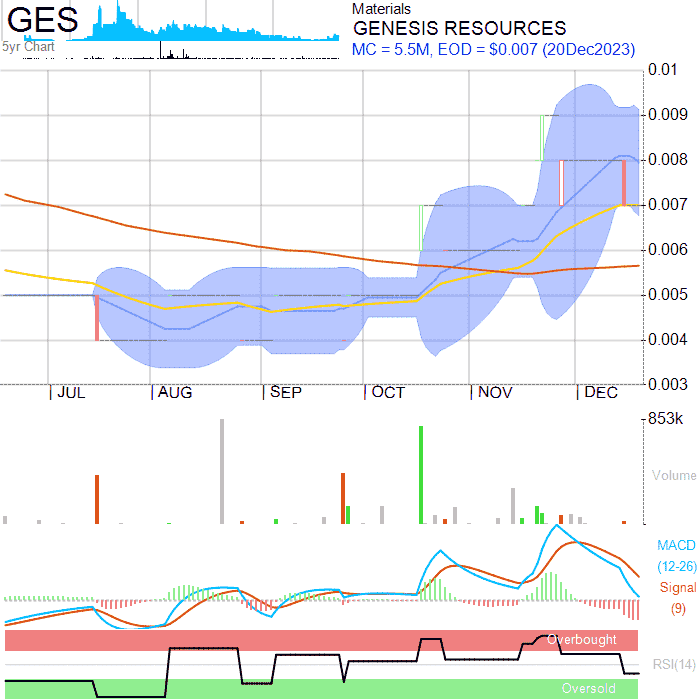 GES
5yr Chart
Materials
GENESIS RESOURCES
MC = 5.5M, EOD = $0.007 (20Dec2023)
0.01
0.009
0.008
0.007
0.006
0.005
0.004
0.003
JUL AUG SEP OCT NOV DEC
853k
Volume
MACD
(12-26)
Signal
(9)
Overbought
RSI(14)
Oversold